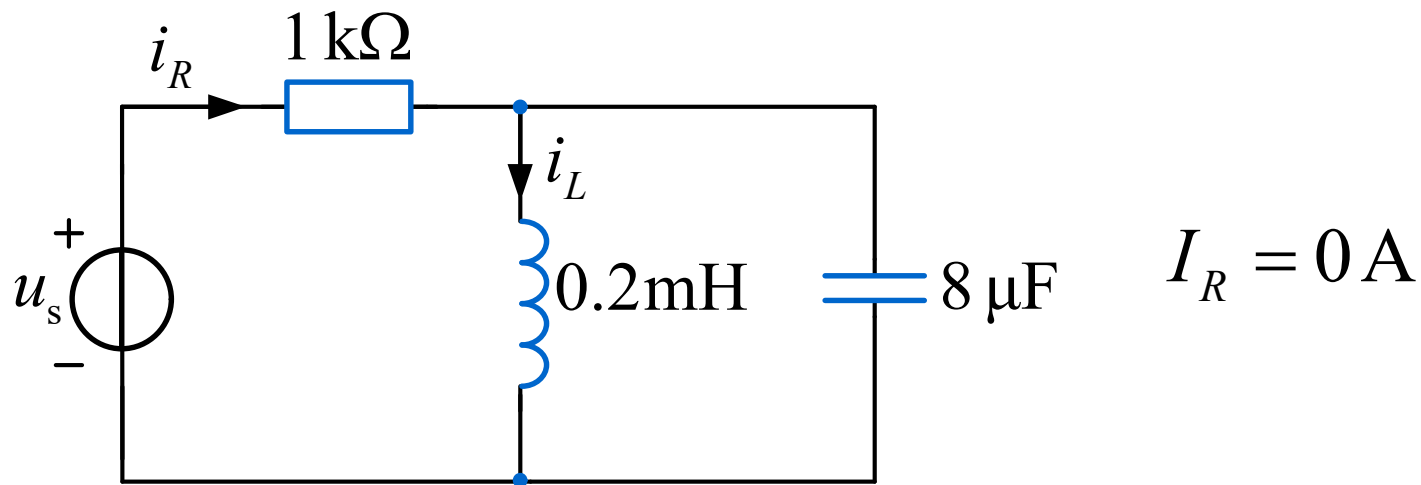 1 kΩ
i_R
i_L
+
u_s
−
0.2mH
8 μF
I_R = 0 A